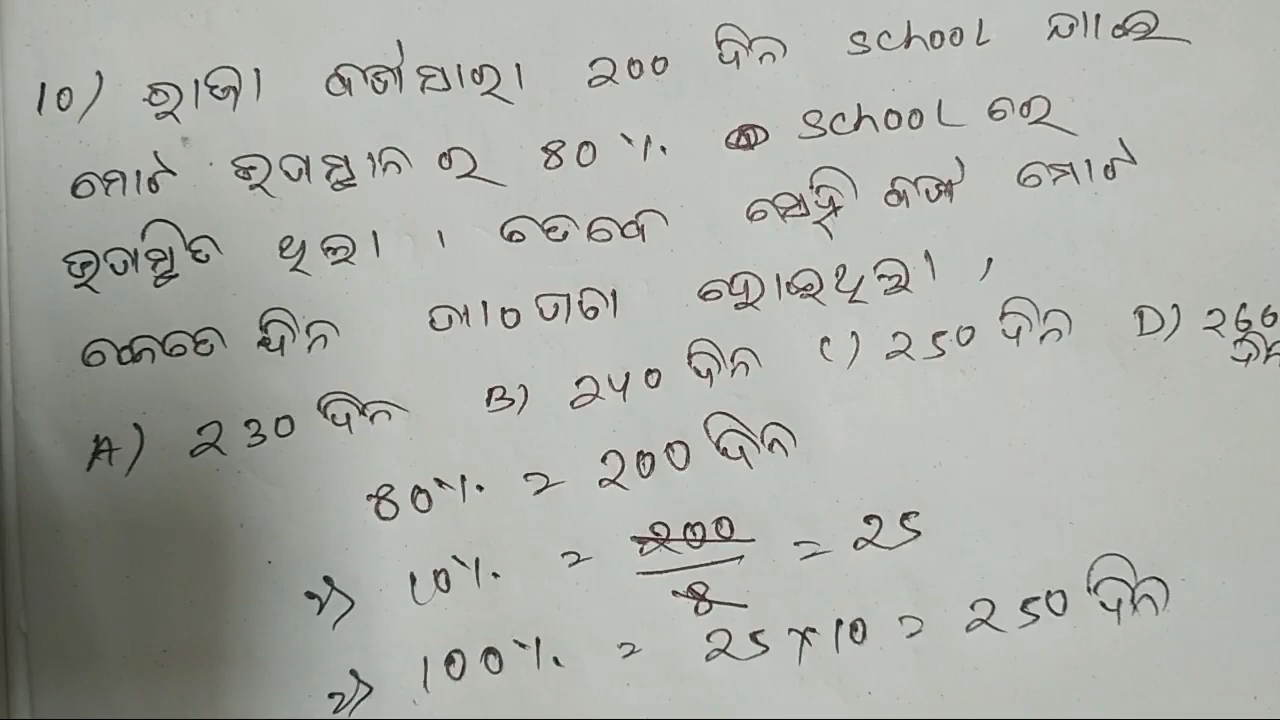 10) ରାଜା ବର୍ଷସାରା 200 ଦିନ SCHOOL ଯାଏ
ମୋଟ ଉପସ୍ଥାନ ର 80% SCHOOL ରେ
ଉପସ୍ଥିତ ଥିଲା । ତେବେ ସେହି ବର୍ଷ ମୋଟ
କେତେ ଦିନ ପାଠପଢା ହୋଇଥିଲା ,
A) 230 ଦିନ B) 240 ଦିନ C) 250 ଦିନ D) 260 ଦିନ
80% = 200 ଦିନ
=> 10% = 200/8 = 25
=> 100% = 25 x 10 = 250 ଦିନ